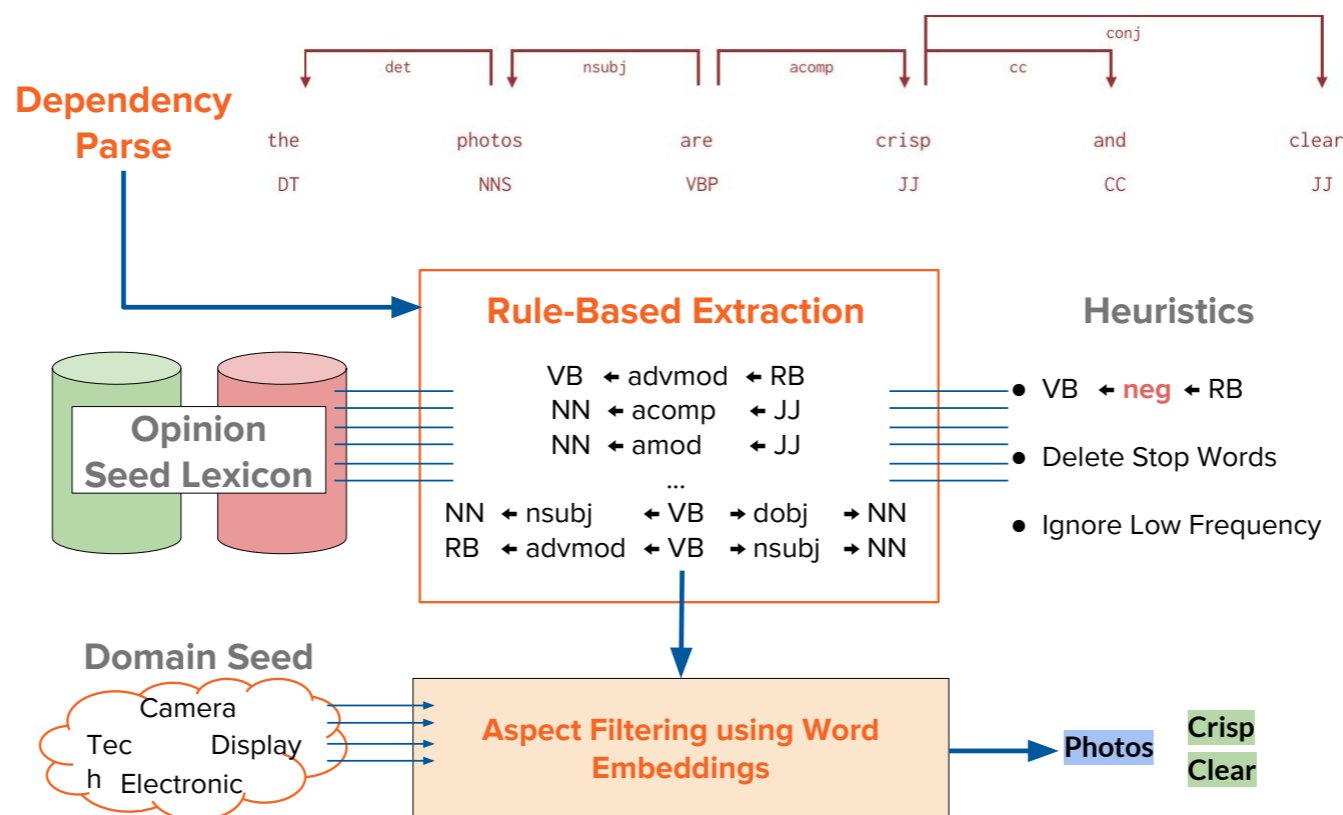 conj
det nsubj acomp cc
Dependency
Parse
the photos are crisp and clear
DT NNS VBP JJ CC JJ
Rule-Based Extraction
Heuristics
VB ← advmod ← RB
NN ← acomp ← JJ
NN ← amod ← JJ
...
NN ← nsubj ← VB → dobj → NN
RB ← advmod ← VB → nsubj → NN
Opinion
Seed Lexicon
● VB ← neg ← RB
● Delete Stop Words
● Ignore Low Frequency
Domain Seed
Camera
Tec Display
h Electronic
Aspect Filtering using Word
Embeddings
Photos
Crisp
Clear